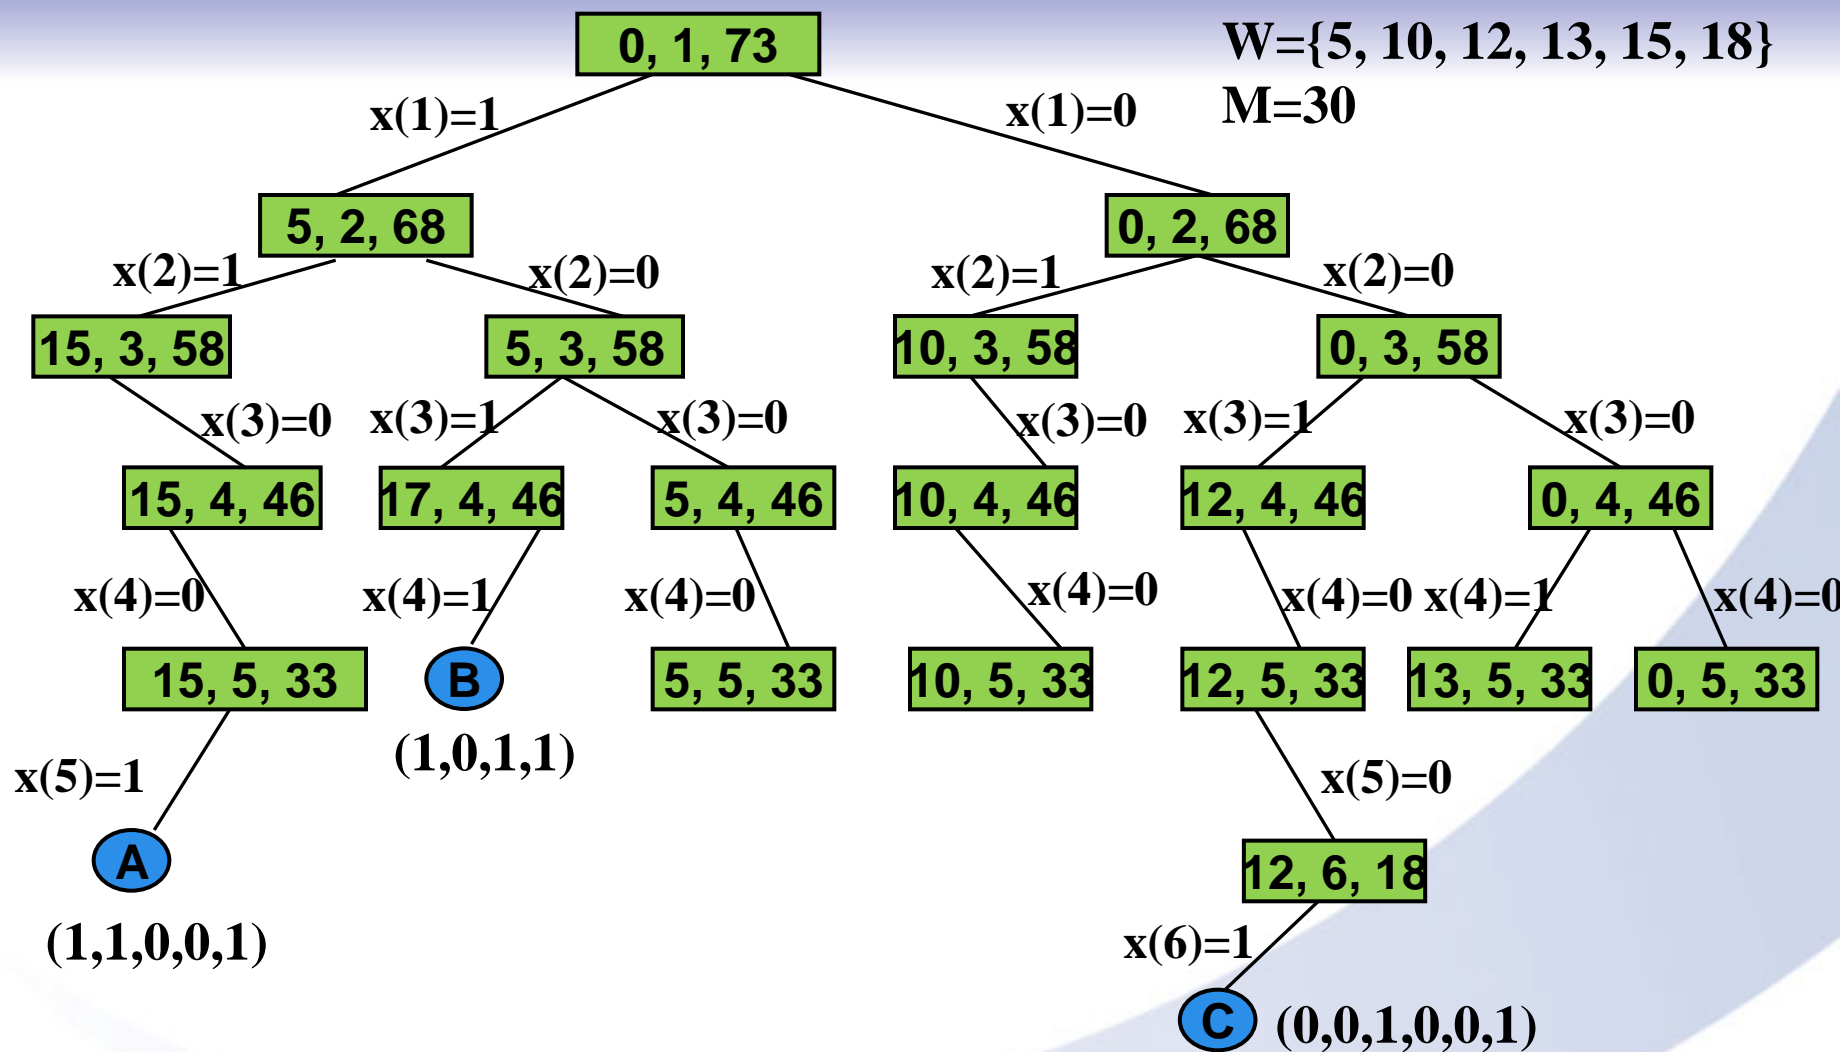 0, 1, 73
W={5, 10, 12, 13, 15, 18}
M=30
x(1)=1
x(1)=0
5, 2, 68
0, 2, 68
x(2)=1
x(2)=0
x(2)=1
x(2)=0
15, 3, 58
5, 3, 58
10, 3, 58
0, 3, 58
x(3)=0
x(3)=1
x(3)=0
x(3)=0
x(3)=1
x(3)=0
15, 4, 46
17, 4, 46
5, 4, 46
10, 4, 46
12, 4, 46
0, 4, 46
x(4)=0
x(4)=1
x(4)=0
x(4)=0
x(4)=0
x(4)=1
x(4)=0
15, 5, 33
B
5, 5, 33
10, 5, 33
12, 5, 33
13, 5, 33
0, 5, 33
(1,0,1,1)
x(5)=1
x(5)=0
A
12, 6, 18
(1,1,0,0,1)
x(6)=1
C
(0,0,1,0,0,1)